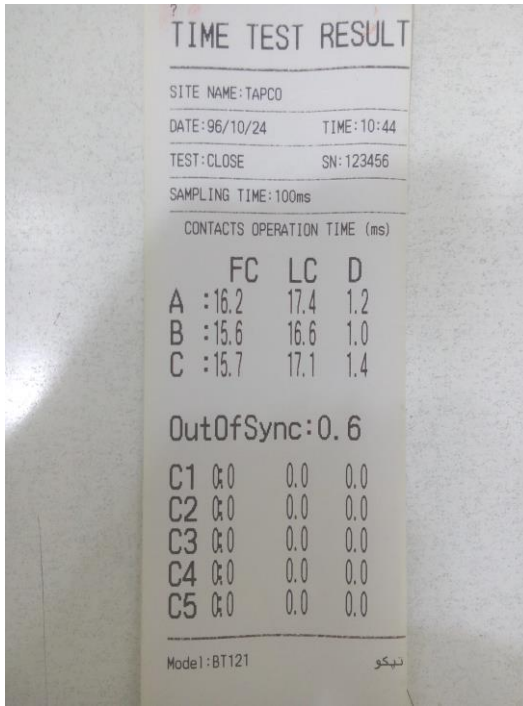 ?
TIME TEST RESULT
SITE NAME:TAPCO
DATE:96/10/24 TIME:10:44
TEST:CLOSE SN:123456
SAMPLING TIME:100ms
CONTACTS OPERATION TIME (ms)
FC LC D
A :16.2 17.4 1.2
B :15.6 16.6 1.0
C :15.7 17.1 1.4
OutOfSync:0.6
C1 0.0 0.0 0.0
C2 0.0 0.0 0.0
C3 0.0 0.0 0.0
C4 0.0 0.0 0.0
C5 0.0 0.0 0.0
Model:BT121 تپکو